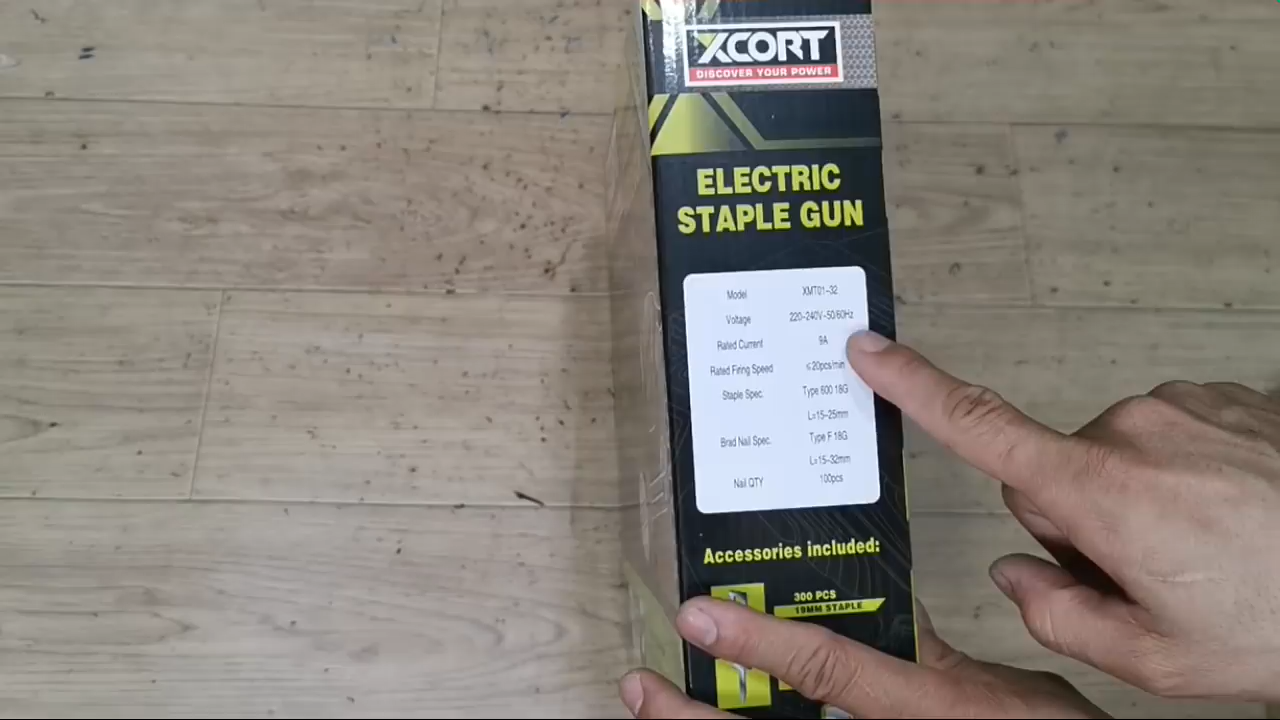 XCORT
DISCOVER YOUR POWER
ELECTRIC
STAPLE GUN
Model XMT01-32
Voltage 220-240V~50/60Hz
Rated Current 9A
Rated Firing Speed ≤20pcs/min
Staple Spec. Type 600 18G
L=15-25mm
Brad Nail Spec. Type F 18G
L=15-32mm
Nail QTY 100pcs
Accessories included:
300 PCS
19MM STAPLE